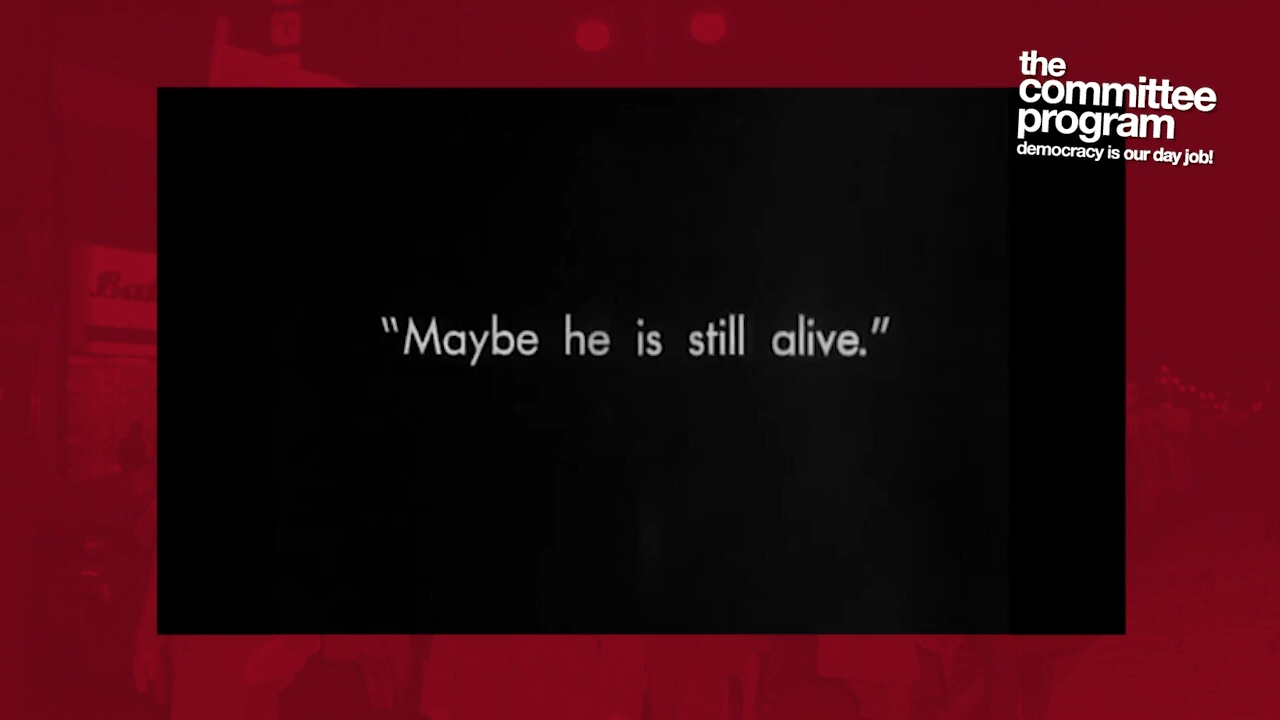 the
committee
program
democracy is our day job!
"Maybe he is still alive."